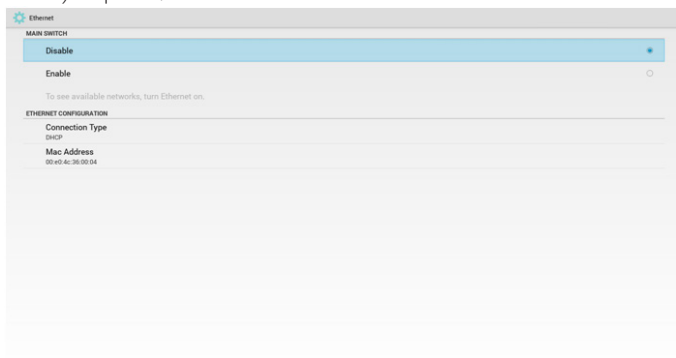 Ethernet
MAIN SWITCH
Disable
Enable
To see available networks, turn Ethernet on.
ETHERNET CONFIGURATION
Connection Type
DHCP
Mac Address
00:e0:4c:36:00:04